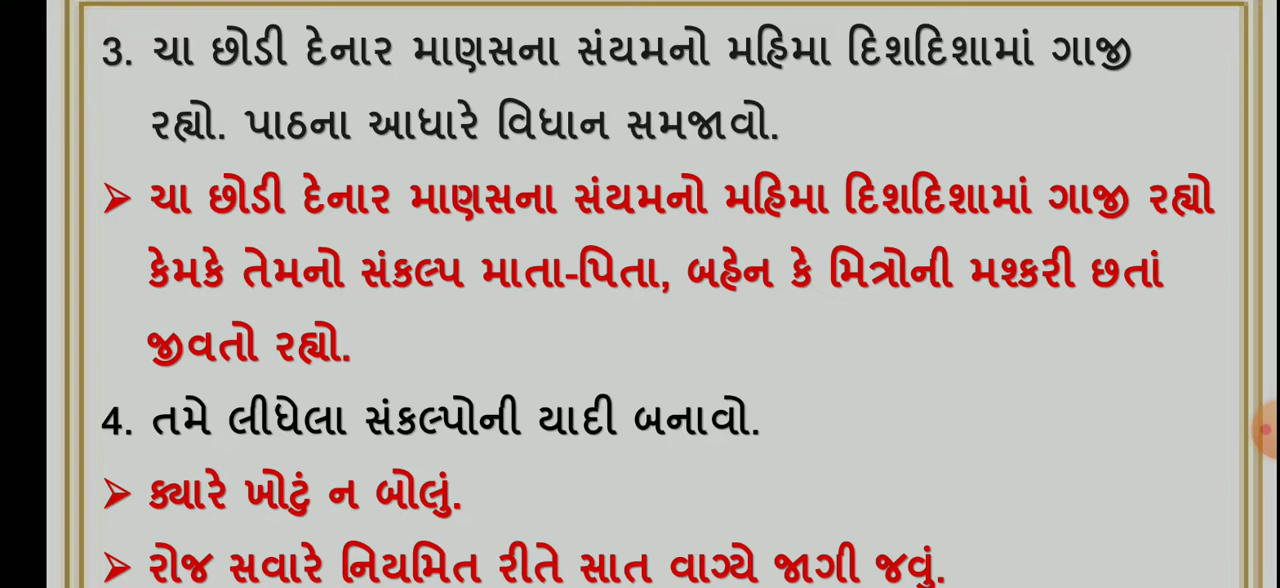 3. ચા છોડી દેનાર માણસના સંયમનો મહિમા દિશદિશામાં ગાજી
રહ્યો. પાઠના આધારે વિધાન સમજાવો.
➢ ચા છોડી દેનાર માણસના સંયમનો મહિમા દિશદિશામાં ગાજી રહ્યો
કેમકે તેમનો સંકલ્પ માતા-પિતા, બહેન કે મિત્રોની મશ્કરી છતાં
જીવતો રહ્યો.
4. તમે લીધેલા સંકલ્પોની યાદી બનાવો.
➢ ક્યારે ખોટું ન બોલું.
➢ રોજ સવારે નિયમિત રીતે સાત વાગ્યે જાગી જવું.